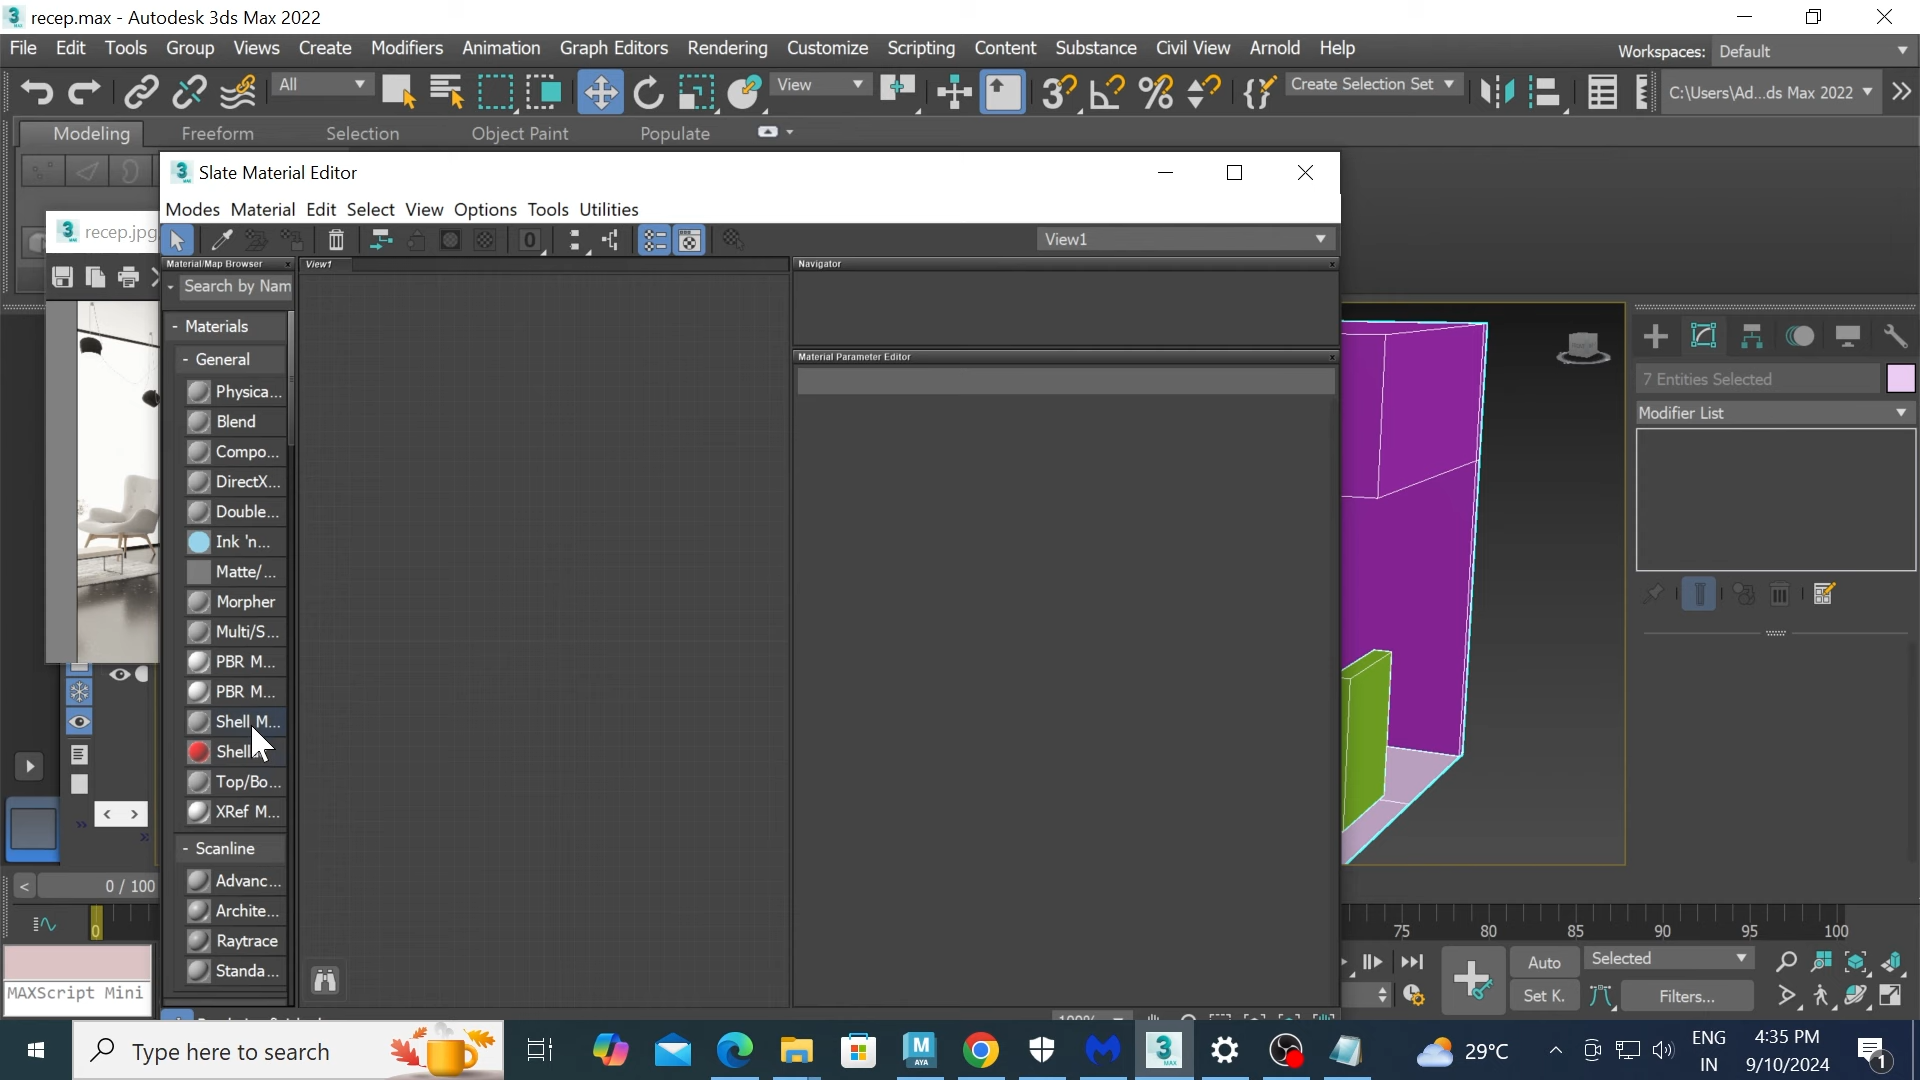 recep.max - Autodesk 3ds Max 2022
File Edit Tools Group Views Create Modifiers Animation Graph Editors Rendering Customize Scripting Content Substance Civil View Arnold Help
Workspaces: Default
All
View
Create Selection Set
C:\Users\Ad...ds Max 2022
Modeling Freeform Selection Object Paint Populate
Slate Material Editor
recep.jpg
Modes Material Edit Select View Options Tools Utilities
0
View1
Material/Map Browser
View1
Navigator
Search by Nam
- Materials
- General
Physica...
Blend
Compo...
DirectX...
Double...
Ink 'n...
Matte/...
Morpher
Multi/S...
PBR M...
PBR M...
Shell M...
Shell
Top/Bo...
XRef M...
- Scanline
Advanc...
Archite...
Raytrace
Standa...
Material Parameter Editor
7 Entities Selected
Modifier List
0 / 100
0
75 80 85 90 95 100
Auto
Selected
Set K.
Filters...
MAXScript Mini
Type here to search
MAYA
MAX
29°C
ENG
IN
4:35 PM
9/10/2024
1